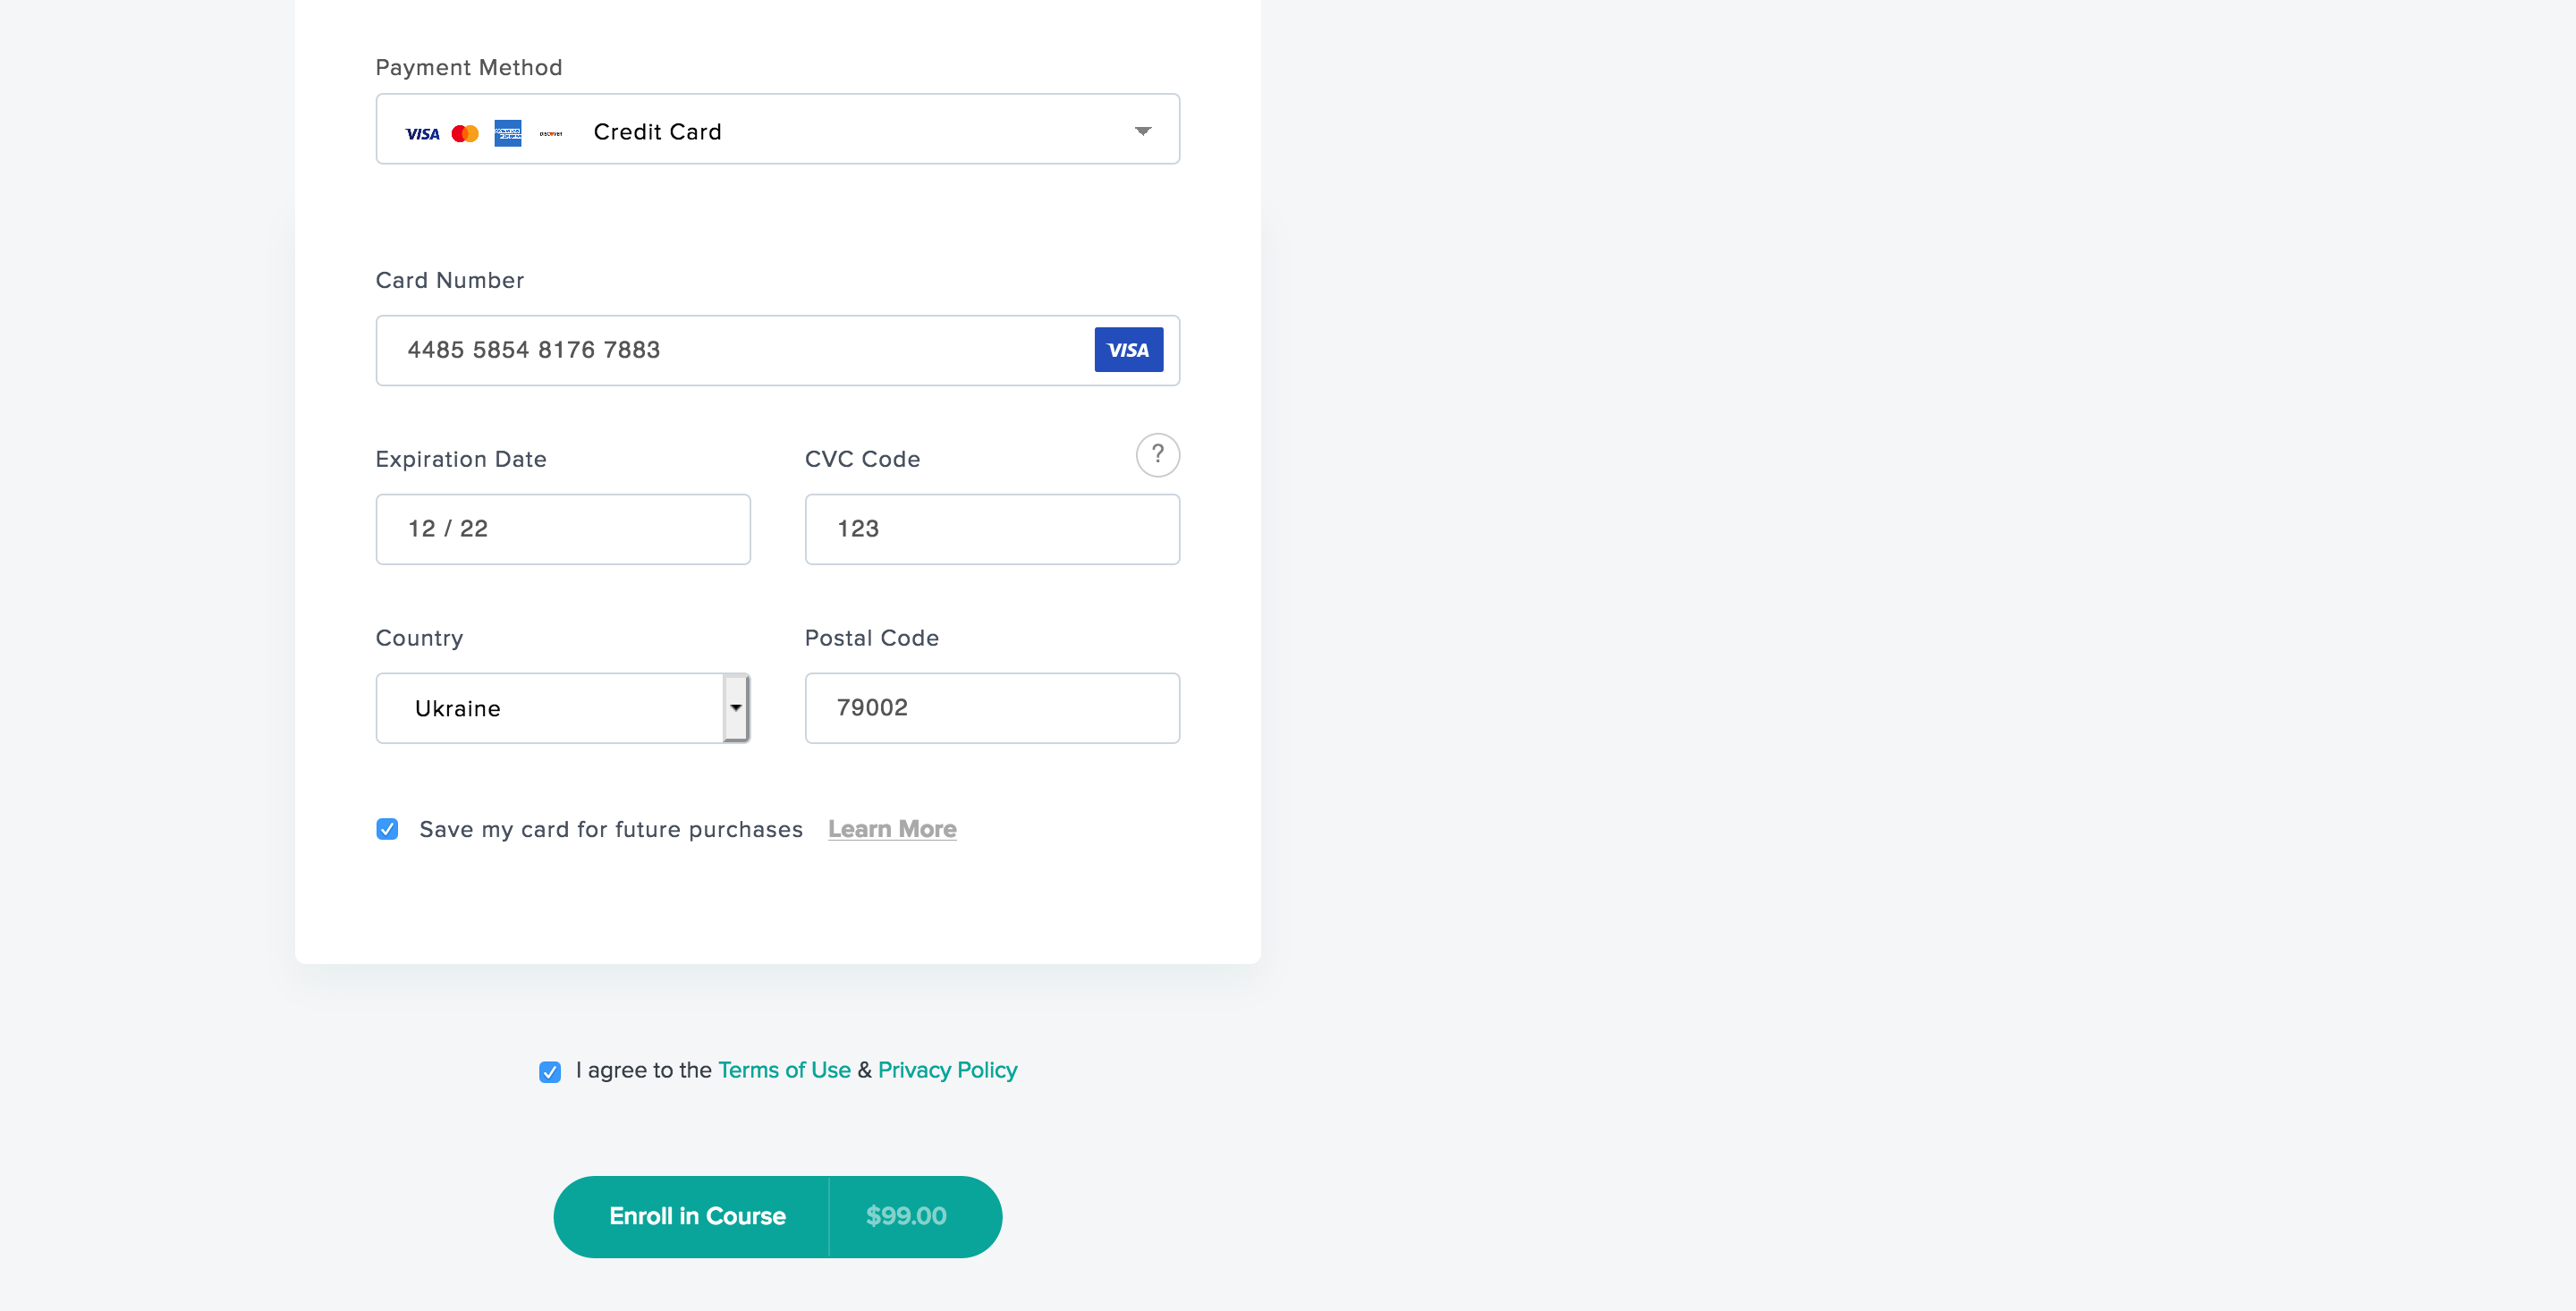 Payment Method
VISA DISCOVER Credit Card
Card Number
4485 5854 8176 7883 VISA
Expiration Date CVC Code ?
12 / 22 123
Country Postal Code
Ukraine 79002
Save my card for future purchases Learn More
I agree to the Terms of Use & Privacy Policy
Enroll in Course $99.00